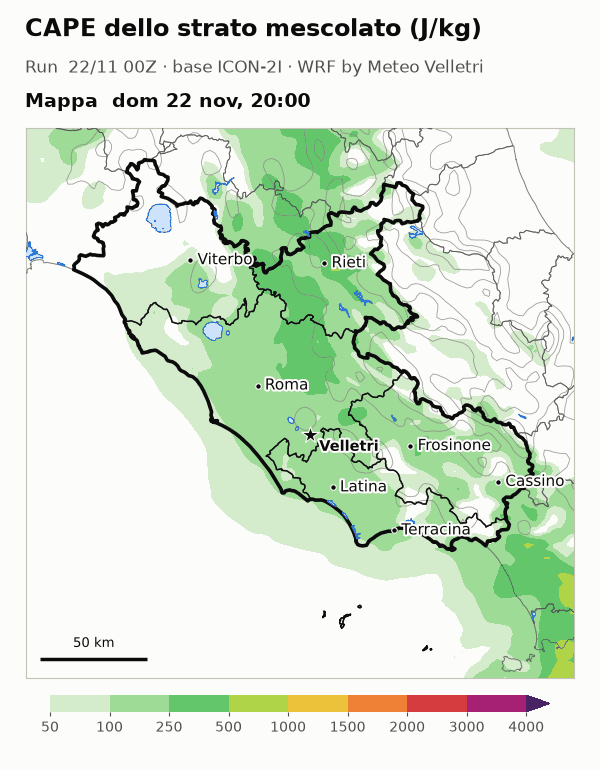 CAPE dello strato mescolato (J/kg)
Run  22/11 00Z · base ICON-2I · WRF by Meteo Velletri
Mappa  dom 22 nov, 20:00
Viterbo
Rieti
Roma
Velletri
Frosinone
Cassino
Latina
Terracina
50 km
50 100 250 500 1000 1500 2000 3000 4000